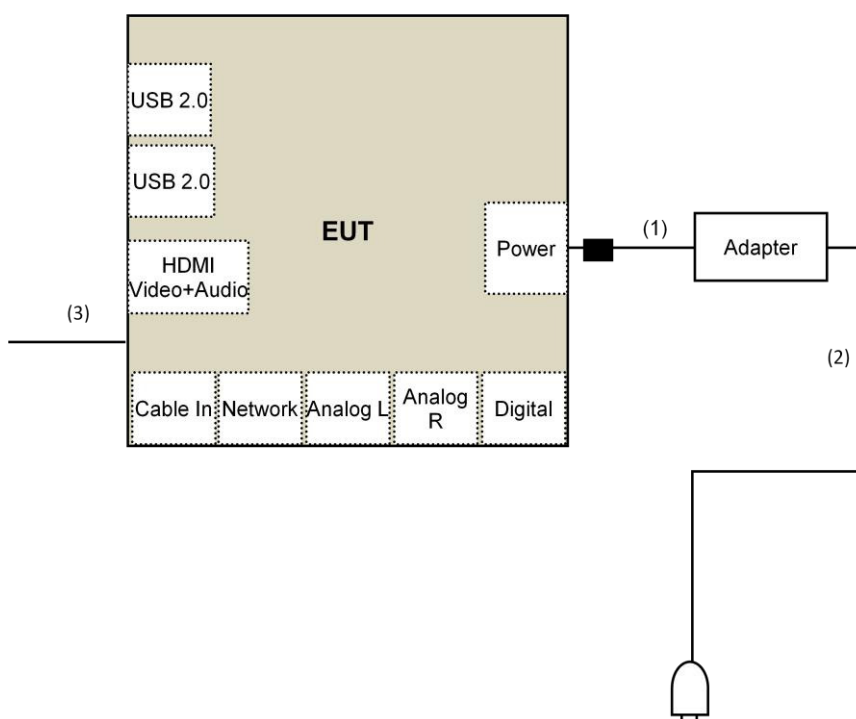 USB 2.0
USB 2.0
EUT
Power
(1)
Adapter
HDMI
Video+Audio
(3)
(2)
Cable In
Network
Analog L
Analog
R
Digital